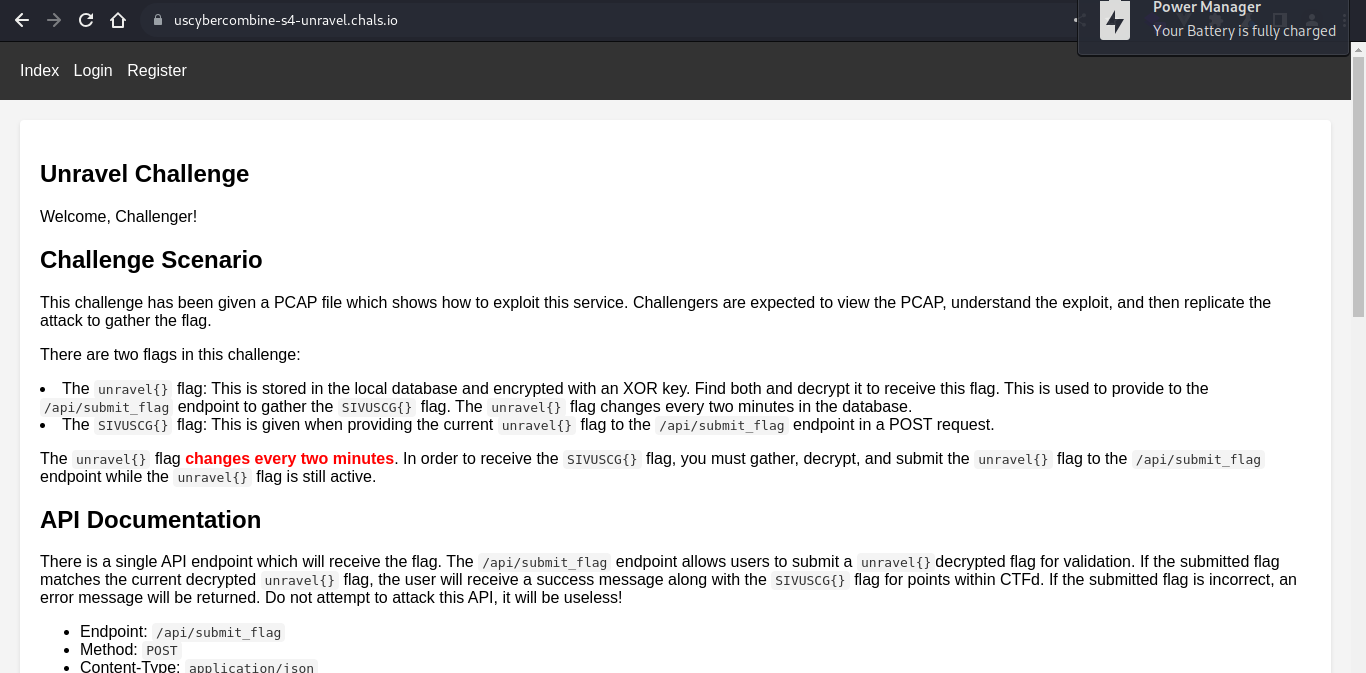 uscybercombine-s4-unravel.chals.io
Power Manager
Your Battery is fully charged
Index Login Register
Unravel Challenge
Welcome, Challenger!
Challenge Scenario
This challenge has been given a PCAP file which shows how to exploit this service. Challengers are expected to view the PCAP, understand the exploit, and then replicate the
attack to gather the flag.
There are two flags in this challenge:
• The unravel{} flag: This is stored in the local database and encrypted with an XOR key. Find both and decrypt it to receive this flag. This is used to provide to the
/api/submit_flag endpoint to gather the SIVUSCG{} flag. The unravel{} flag changes every two minutes in the database.
• The SIVUSCG{} flag: This is given when providing the current unravel{} flag to the /api/submit_flag endpoint in a POST request.
The unravel{} flag changes every two minutes. In order to receive the SIVUSCG{} flag, you must gather, decrypt, and submit the unravel{} flag to the /api/submit_flag
endpoint while the unravel{} flag is still active.
API Documentation
There is a single API endpoint which will receive the flag. The /api/submit_flag endpoint allows users to submit a unravel{} decrypted flag for validation. If the submitted flag
matches the current decrypted unravel{} flag, the user will receive a success message along with the SIVUSCG{} flag for points within CTFd. If the submitted flag is incorrect, an
error message will be returned. Do not attempt to attack this API, it will be useless!
• Endpoint: /api/submit_flag
• Method: POST
• Content-Type: application/json